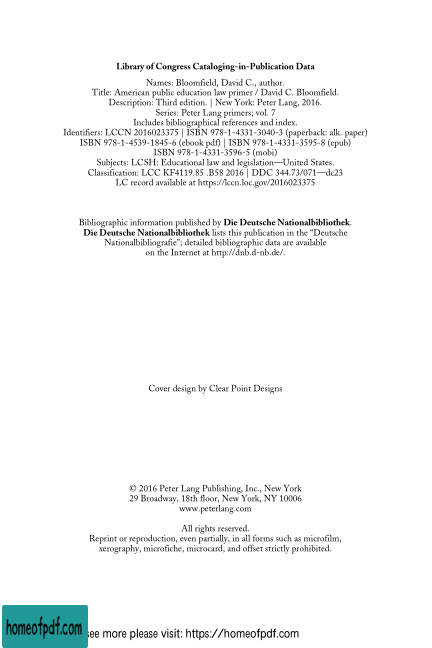 Library of Congress Cataloging-in-Publication Data
Names: Bloomfield, David C., author.
Title: American public education law primer / David C. Bloomfield.
Description: Third edition. | New York: Peter Lang, 2016.
Series: Peter Lang primers; vol. 7
Includes bibliographical references and index.
Identifiers: LCCN 2016023375 | ISBN 978-1-4331-3040-3 (paperback: alk. paper)
ISBN 978-1-4539-1845-6 (ebook pdf) | ISBN 978-1-4331-3595-8 (epub)
ISBN 978-1-4331-3596-5 (mobi)
Subjects: LCSH: Educational law and legislation—United States.
Classification: LCC KF4119.85 .B58 2016 | DDC 344.73/071—dc23
LC record available at https://lccn.loc.gov/2016023375
Bibliographic information published by Die Deutsche Nationalbibliothek.
Die Deutsche Nationalbibliothek lists this publication in the “Deutsche
Nationalbibliografie”; detailed bibliographic data are available
on the Internet at http://dnb.d-nb.de/.
Cover design by Clear Point Designs
© 2016 Peter Lang Publishing, Inc., New York
29 Broadway, 18th floor, New York, NY 10006
www.peterlang.com
All rights reserved.
Reprint or reproduction, even partially, in all forms such as microfilm,
xerography, microfiche, microcard, and offset strictly prohibited.
homeofpdf.com
see more please visit: https://homeofpdf.com